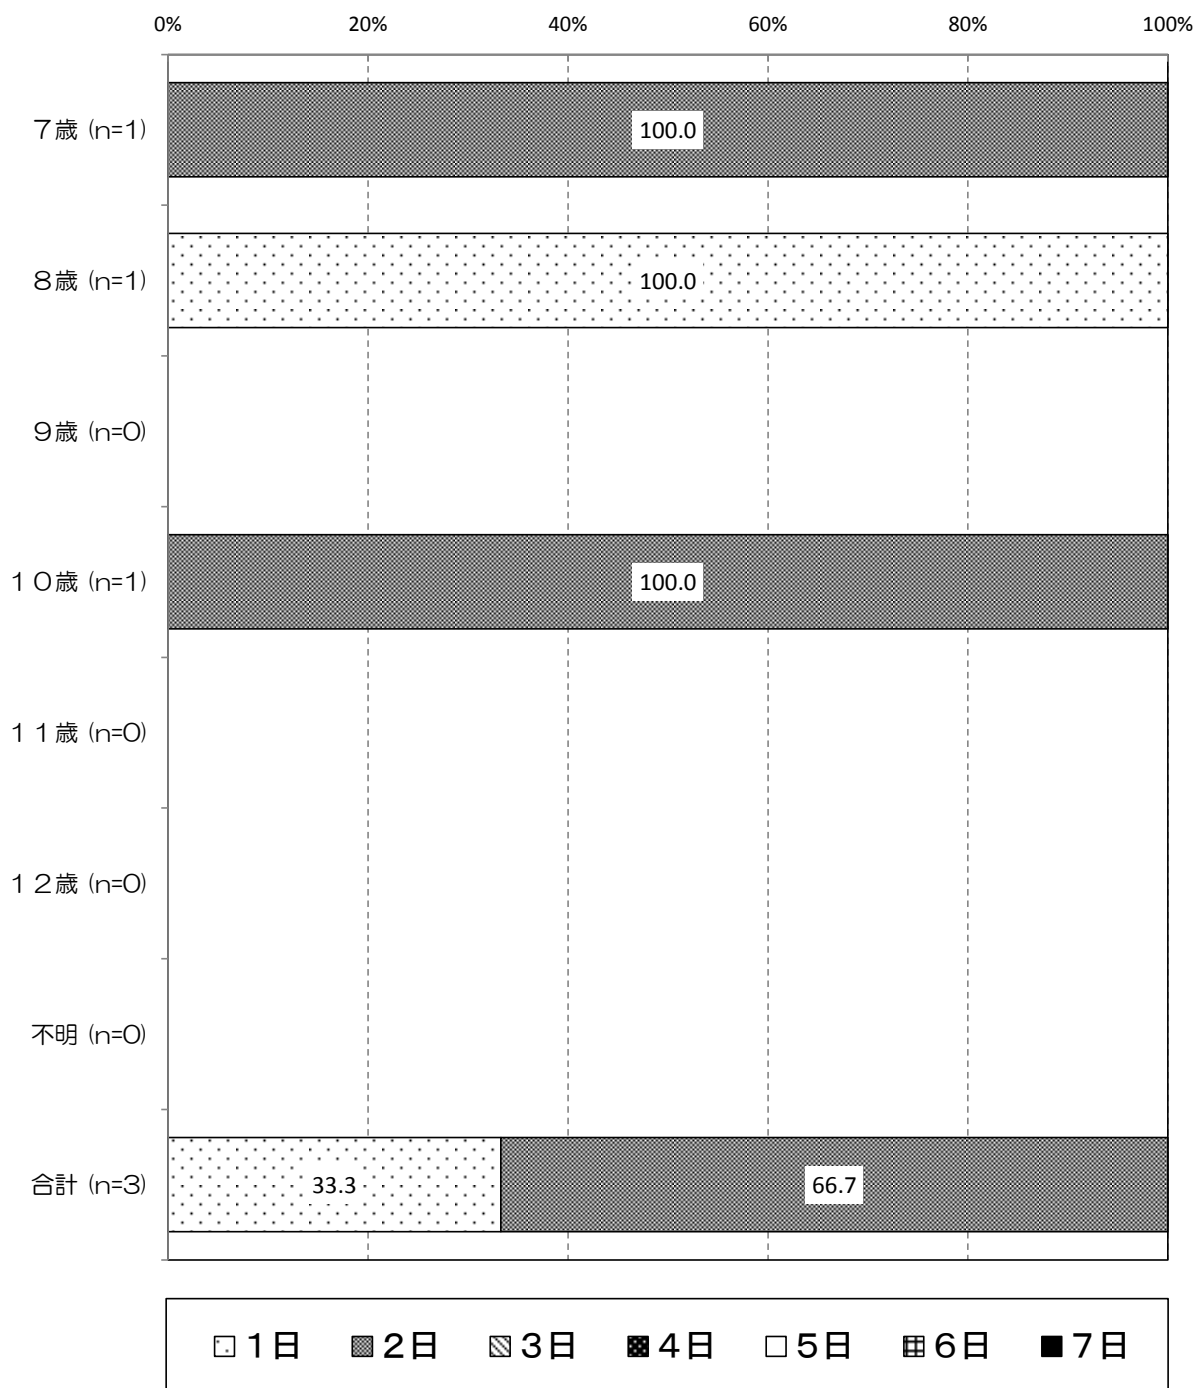 0% 20% 40% 60% 80% 100%
７歳 (n=1) 100.0
８歳 (n=1) 100.0
９歳 (n=0)
１０歳 (n=1) 100.0
１１歳 (n=0)
１２歳 (n=0)
不明 (n=0)
合計 (n=3) 33.3 66.7
１日 ２日 ３日 ４日 ５日 ６日 ７日